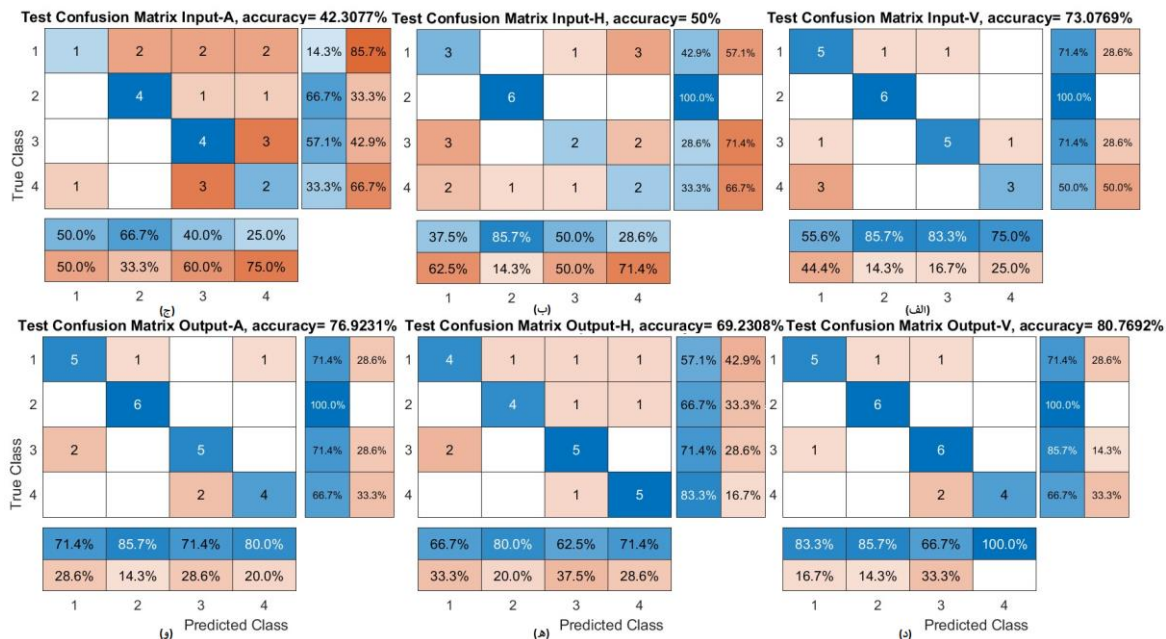 Test Confusion Matrix Input-A, accuracy= 42.3077%
1 1 2 2 2 14.3% 85.7%
2 4 1 1 66.7% 33.3%
3 4 3 57.1% 42.9%
4 1 3 2 33.3% 66.7%
True Class
50.0% 66.7% 40.0% 25.0%
50.0% 33.3% 60.0% 75.0%
1 2 3 4
(ج)
Test Confusion Matrix Input-H, accuracy= 50%
1 3 1 3 42.9% 57.1%
2 6 100.0%
3 3 2 2 28.6% 71.4%
4 2 1 1 2 33.3% 66.7%
37.5% 85.7% 50.0% 28.6%
62.5% 14.3% 50.0% 71.4%
1 2 3 4
(ب)
Test Confusion Matrix Input-V, accuracy= 73.0769%
1 5 1 1 71.4% 28.6%
2 6 100.0%
3 1 5 1 71.4% 28.6%
4 3 3 50.0% 50.0%
55.6% 85.7% 83.3% 75.0%
44.4% 14.3% 16.7% 25.0%
1 2 3 4
(الف)
Test Confusion Matrix Output-A, accuracy= 76.9231%
1 5 1 1 71.4% 28.6%
2 6 100.0%
3 2 5 71.4% 28.6%
4 2 4 66.7% 33.3%
True Class
71.4% 85.7% 71.4% 80.0%
28.6% 14.3% 28.6% 20.0%
1 2 3 4
(و) Predicted Class
Test Confusion Matrix Output-H, accuracy= 69.2308%
1 4 1 1 1 57.1% 42.9%
2 4 1 1 66.7% 33.3%
3 2 5 71.4% 28.6%
4 1 5 83.3% 16.7%
66.7% 80.0% 62.5% 71.4%
33.3% 20.0% 37.5% 28.6%
1 2 3 4
(ه) Predicted Class
Test Confusion Matrix Output-V, accuracy= 80.7692%
1 5 1 1 71.4% 28.6%
2 6 100.0%
3 1 6 85.7% 14.3%
4 2 4 66.7% 33.3%
83.3% 85.7% 66.7% 100.0%
16.7% 14.3% 33.3%
1 2 3 4
(د) Predicted Class